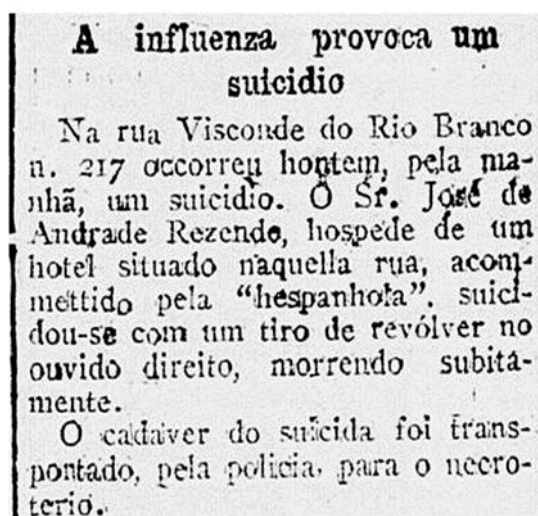 A influenza provoca um
suicidio
Na rua Visconde do Rio Branco
n. 217 occorreu hontem, pela ma-
nhã, um suicidio. O Sr. José de
Andrade Rezende, hospede de um
hotel situado naquella rua, acom-
mettido pela "hespanhola", suici-
dou-se com um tiro de revólver no
ouvido direito, morrendo subita-
mente.
O cadaver do suicida foi trans-
pontado, pela policia, para o necro-
terio.